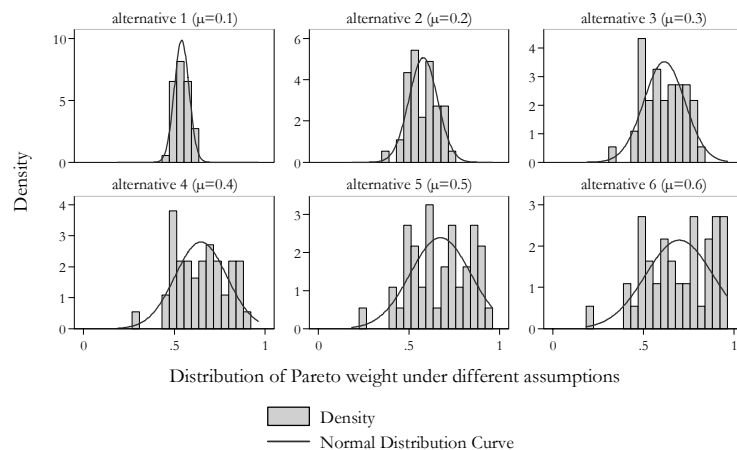 alternative 1 (μ=0.1)
alternative 2 (μ=0.2)
alternative 3 (μ=0.3)
10
5
0
6
4
2
0
4
3
2
1
0
alternative 4 (μ=0.4)
alternative 5 (μ=0.5)
alternative 6 (μ=0.6)
4
3
2
1
0
3
2
1
0
3
2
1
0
0 .5 1
0 .5 1
0 .5 1
Density
Distribution of Pareto weight under different assumptions
Density
Normal Distribution Curve